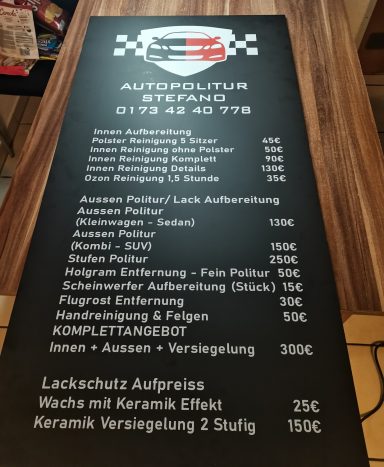 AUTOPOLITUR
STEFANO
0173 42 40 778
Innen Aufbereitung
Polster Reinigung 5 Sitzer 45€
Innen Reinigung ohne Polster 50€
Innen Reinigung Komplett 90€
Innen Reinigung Details 130€
Ozon Reinigung 1,5 Stunde 35€
Aussen Politur/ Lack Aufbereitung
Aussen Politur
(Kleinwagen - Sedan) 130€
Aussen Politur
(Kombi - SUV) 150€
Stufen Politur 250€
Holgram Entfernung - Fein Politur 50€
Scheinwerfer Aufbereitung (Stück) 15€
Flugrost Entfernung 30€
Handreinigung & Felgen 50€
KOMPLETTANGEBOT
Innen + Aussen + Versiegelung 300€
Lackschutz Aufpreiss
Wachs mit Keramik Effekt 25€
Keramik Versiegelung 2 Stufig 150€